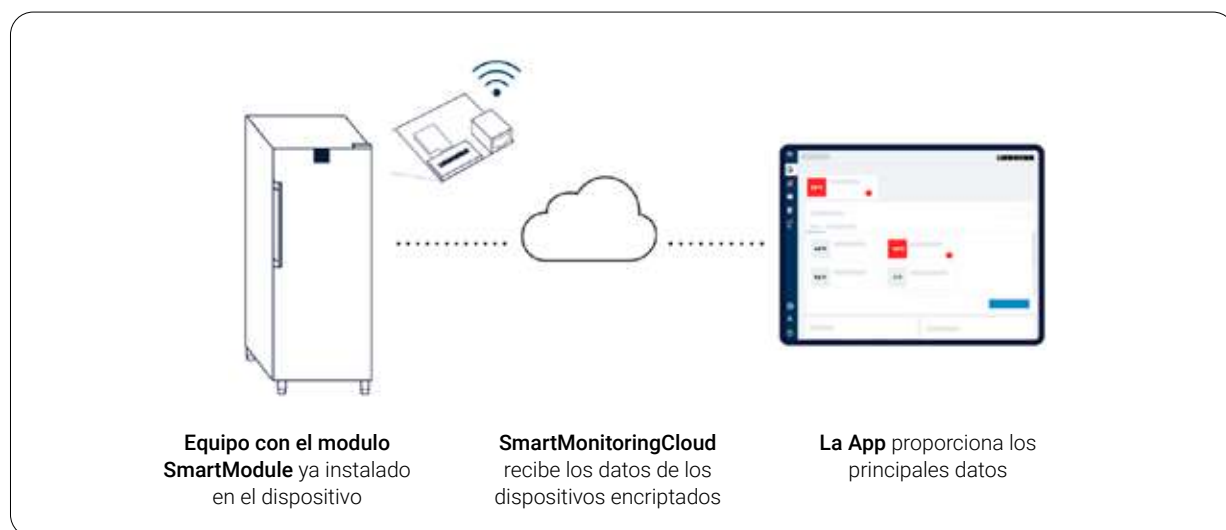 Equipo con el modulo
SmartModule ya instalado
en el dispositivo
SmartMonitoringCloud
recibe los datos de los
dispositivos encriptados
La App proporciona los
principales datos